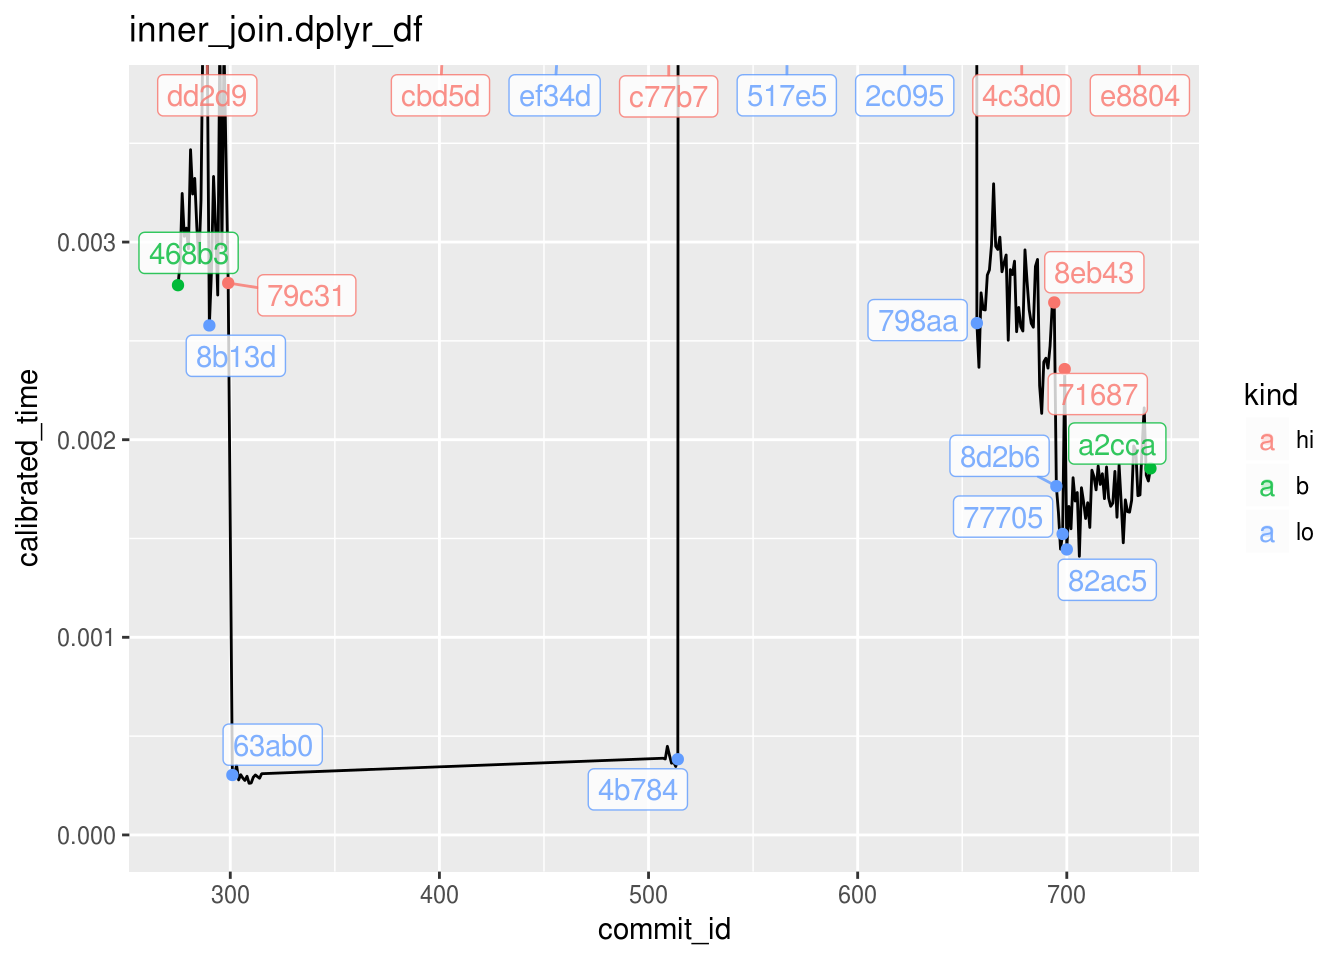 inner_join.dplyr_df
dd2d9
cbd5d
ef34d
c77b7
517e5
2c095
4c3d0
e8804
0.003
468b3
8eb43
79c31
798aa
8b13d
71687
kind
0.002
a2cca
a hi
8d2b6
a b
77705
a lo
82ac5
calibrated_time
0.001
63ab0
4b784
0.000
300
400
500
600
700
commit_id